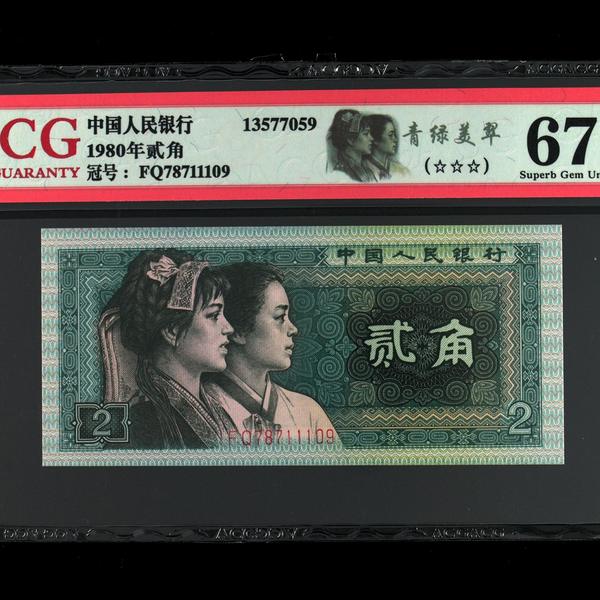 CG
GUARANTY
中国人民银行
1980年贰角
冠号： FQ78711109
13577059
青绿美翠
(☆☆☆)
67
Superb Gem Un
中国人民银行
贰角
2
2
FQ78711109